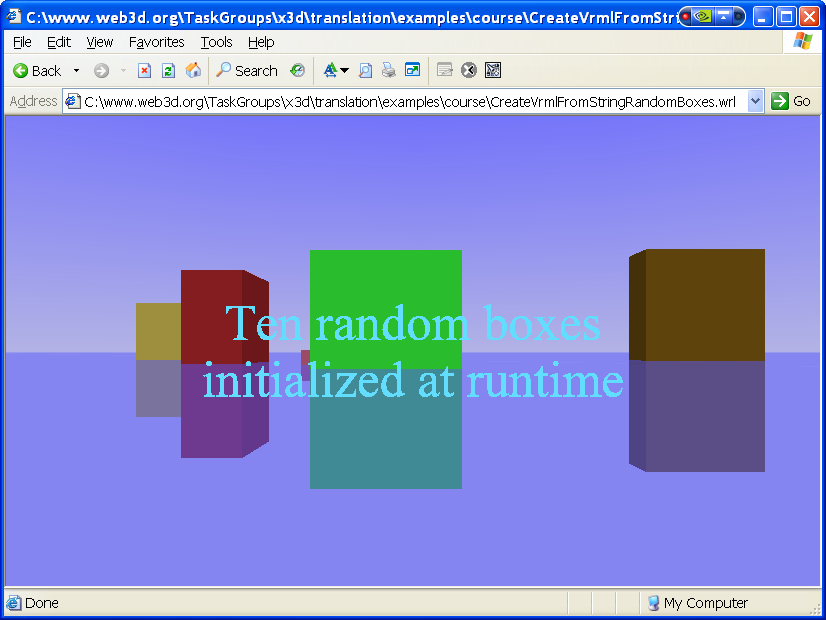 C:\www.web3d.org\TaskGroups\x3d\translation\examples\course\CreateVrmlFromStri
File Edit View Favorites Tools Help
Back Search
Address C:\www.web3d.org\TaskGroups\x3d\translation\examples\course\CreateVrmlFromStringRandomBoxes.wrl Go
Ten random boxes
initialized at runtime
Done My Computer